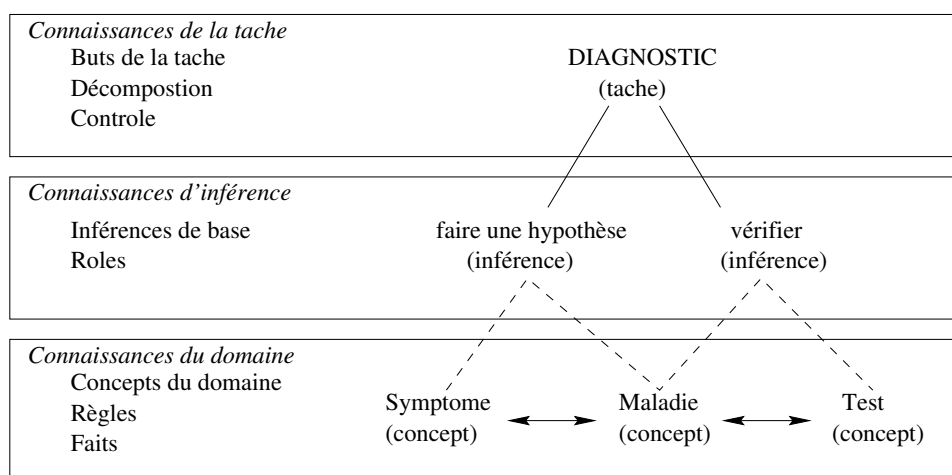 Connaissances de la tache
Buts de la tache
Décompostion
Controle
DIAGNOSTIC
(tache)
Connaissances d'inférence
Inférences de base
Roles
faire une hypothèse
(inférence)
vérifier
(inférence)
Connaissances du domaine
Concepts du domaine
Règles
Faits
Symptome
(concept)
Maladie
(concept)
Test
(concept)